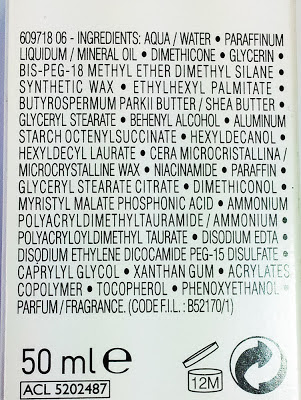 609718 06 - INGREDIENTS: AQUA / WATER • PARAFFINUM
LIQUIDUM / MINERAL OIL • DIMETHICONE • GLYCERIN •
BIS-PEG-18 METHYL ETHER DIMETHYL SILANE •
SYNTHETIC WAX • ETHYLHEXYL PALMITATE •
BUTYROSPERMUM PARKII BUTTER / SHEA BUTTER •
GLYCERYL STEARATE • BEHENYL ALCOHOL • ALUMINUM
STARCH OCTENYLSUCCINATE • HEXYLDECANOL •
HEXYLDECYL LAURATE • CERA MICROCRISTALLINA /
MICROCRYSTALLINE WAX • NIACINAMIDE • PARAFFIN •
GLYCERYL STEARATE CITRATE • DIMETHICONOL •
MYRISTYL MALATE PHOSPHONIC ACID • AMMONIUM
POLYACRYLDIMETHYLTAURAMIDE / AMMONIUM •
POLYACRYLOYLDIMETHYL TAURATE • DISODIUM EDTA •
DISODIUM ETHYLENE DICOCAMIDE PEG-15 DISULFATE •
CAPRYLYL GLYCOL • XANTHAN GUM • ACRYLATES
COPOLYMER • TOCOPHEROL • PHENOXYETHANOL •
PARFUM / FRAGRANCE. (CODE F.I.L. : B52170/1)
50 ml ℮
12M
ACL 5202487